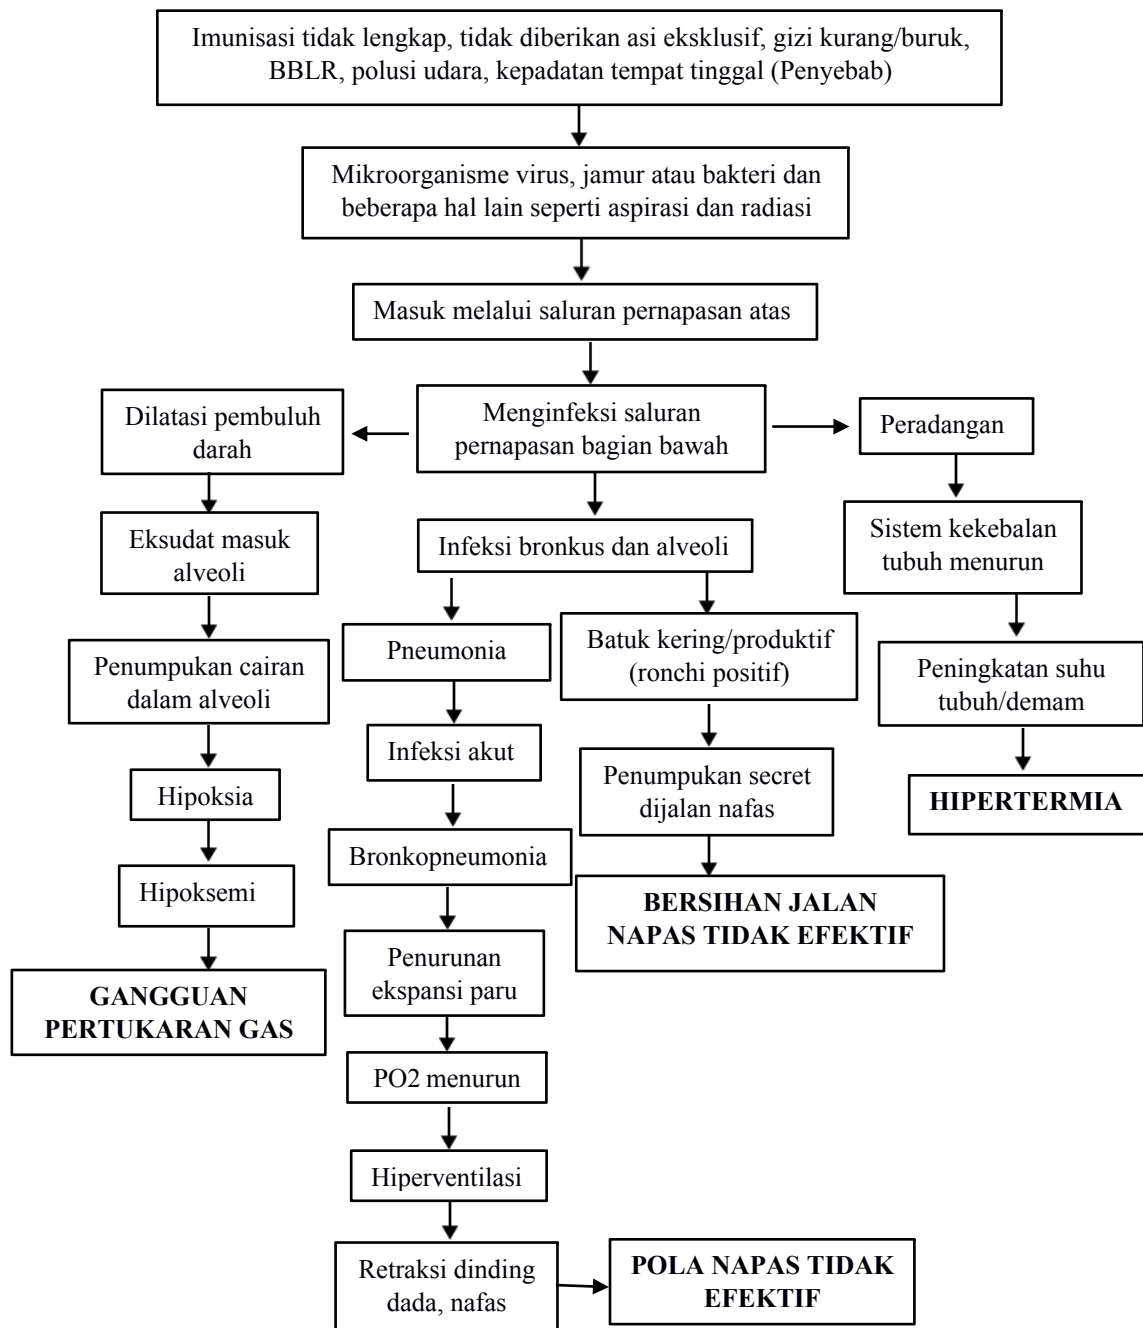 Imunisasi tidak lengkap, tidak diberikan asi eksklusif, gizi kurang/buruk,
BBLR, polusi udara, kepadatan tempat tinggal (Penyebab)
Mikroorganisme virus, jamur atau bakteri dan
beberapa hal lain seperti aspirasi dan radiasi
Masuk melalui saluran pernapasan atas
Dilatasi pembuluh
darah
Menginfeksi saluran
pernapasan bagian bawah
Peradangan
Eksudat masuk
alveoli
Infeksi bronkus dan alveoli
Sistem kekebalan
tubuh menurun
Penumpukan cairan
dalam alveoli
Pneumonia
Batuk kering/produktif
(ronchi positif)
Peningkatan suhu
tubuh/demam
Hipoksia
Infeksi akut
Penumpukan secret
dijalan nafas
HIPERTERMIA
Hipoksemi
Bronkopneumonia
BERSIHAN JALAN
NAPAS TIDAK EFEKTIF
GANGGUAN
PERTUKARAN GAS
Penurunan
ekspansi paru
PO2 menurun
Hiperventilasi
Retraksi dinding
dada, nafas
POLA NAPAS TIDAK
EFEKTIF